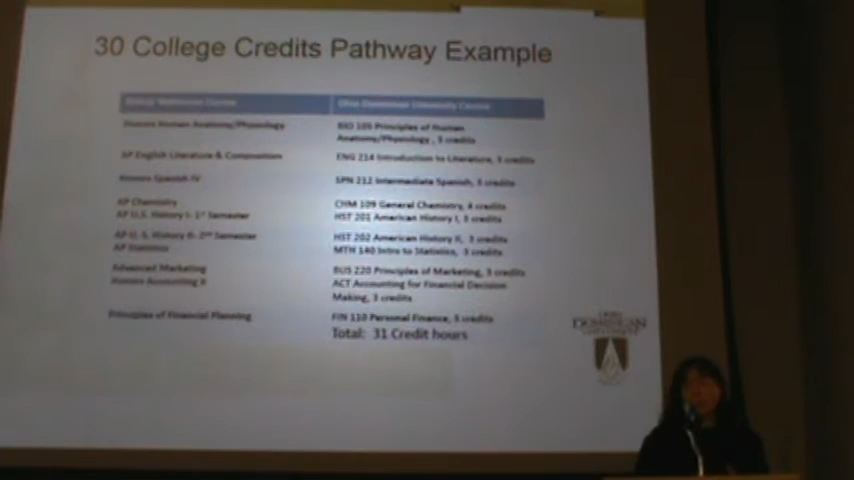 30 College Credits Pathway Example
Ohio Dominican University Course
Honors Human Anatomy/Physiology
BIO 105 Principles of Human
Anatomy/Physiology, 3 credits
AP English Literature & Composition
ENG 214 Introduction to Literature, 3 credits
Honors Spanish IV
SPN 212 Intermediate Spanish, 3 credits
AP Chemistry
CHM 109 General Chemistry, 4 credits
AP U.S. History I- 1st Semester
HST 201 American History I, 3 credits
AP U. S. History II- 2nd Semester
HST 202 American History II, 3 credits
AP Statistics
MTH 140 Intro to Statistics, 3 credits
Advanced Marketing
BUS 220 Principles of Marketing, 3 credits
Honors Accounting II
ACT Accounting for Financial Decision
Making, 3 credits
Principles of Financial Planning
FIN 110 Personal Finance, 3 credits
Total: 31 Credit hours
OHIO
DOMINICAN
UNIVERSITY